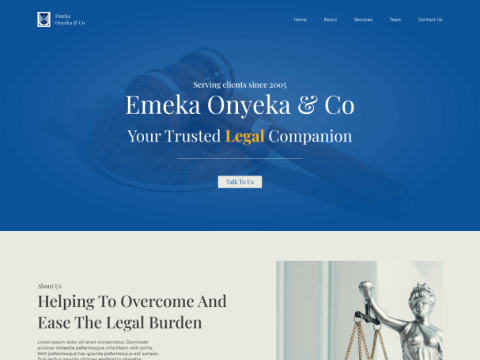 Emeka
Onyeka & Co
Home About Services Team Contact Us
Serving clients since 2005
Emeka Onyeka & Co
Your Trusted Legal Companion
Talk To Us
About Us
Helping To Overcome And
Ease The Legal Burden
Lorem ipsum dolor sit amet consectetur. Commodo
pulvinar molestie pellentesque urna libero velit porta.
Velit pellentesque hac gravida pellentesque est semper.